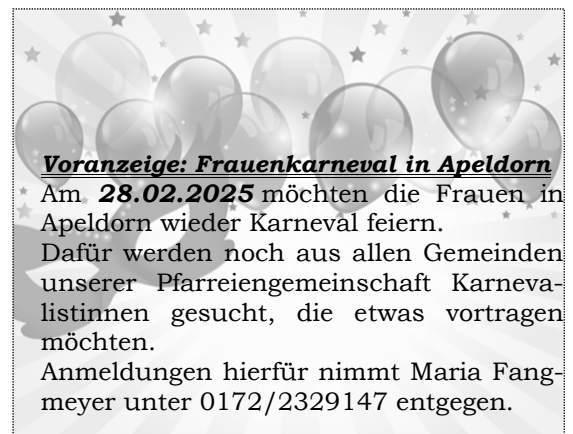 Voranzeige: Frauenkarneval in Apeldorn
Am 28.02.2025 möchten die Frauen in
Apeldorn wieder Karneval feiern.
Dafür werden noch aus allen Gemeinden
unserer Pfarreiengemeinschaft Karneva-
listinnen gesucht, die etwas vortragen
möchten.
Anmeldungen hierfür nimmt Maria Fang-
meyer unter 0172/2329147 entgegen.